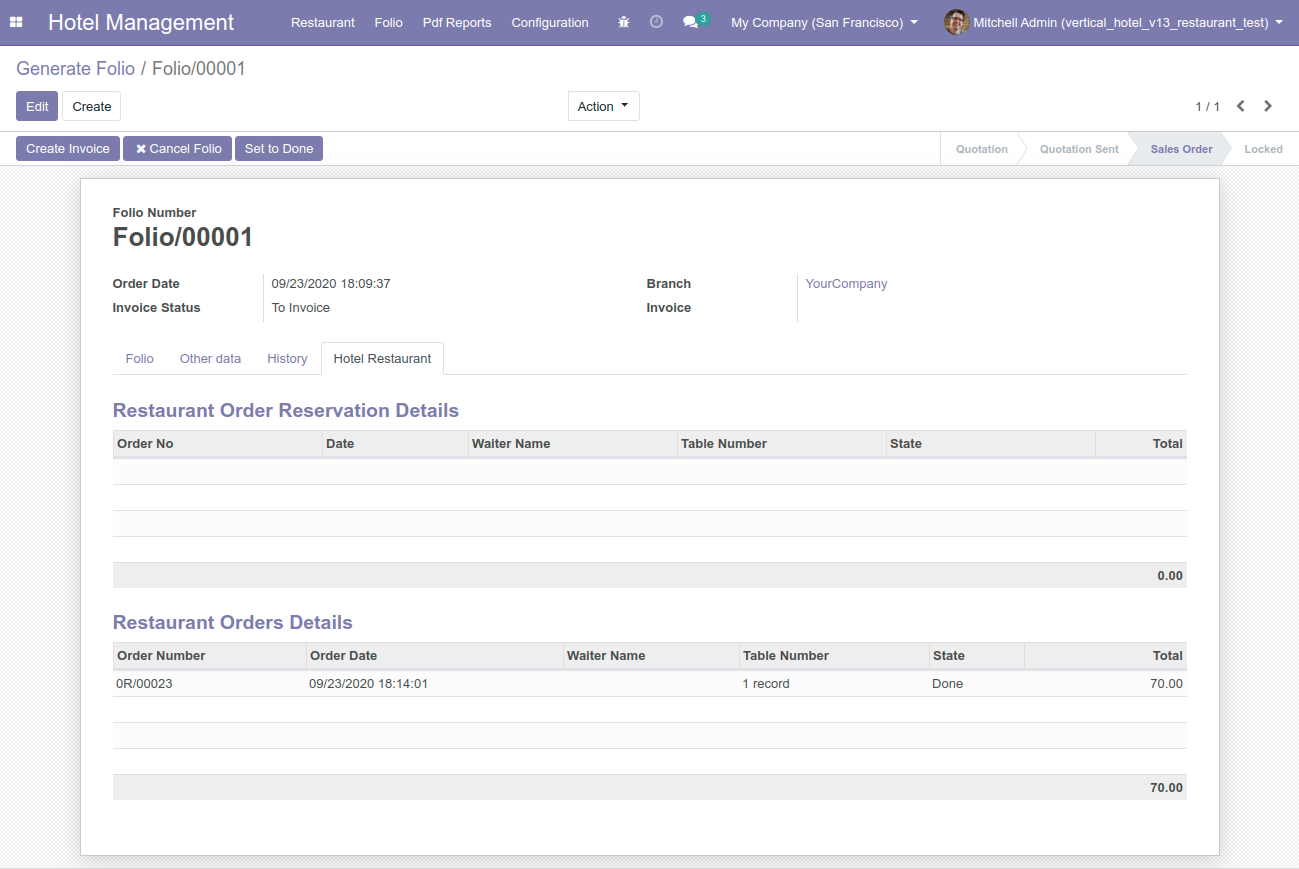 Hotel Management Restaurant Folio Pdf Reports Configuration 3 My Company (San Francisco) Mitchell Admin (vertical_hotel_v13_restaurant_test)
Generate Folio / Folio/00001
Edit Create Action 1 / 1
Create Invoice Cancel Folio Set to Done Quotation Quotation Sent Sales Order Locked
Folio Number
Folio/00001
Order Date 09/23/2020 18:09:37 Branch YourCompany
Invoice Status To Invoice Invoice
Folio Other data History Hotel Restaurant
Restaurant Order Reservation Details
Order No Date Waiter Name Table Number State Total
0.00
Restaurant Orders Details
Order Number Order Date Waiter Name Table Number State Total
0R/00023 09/23/2020 18:14:01 1 record Done 70.00
70.00